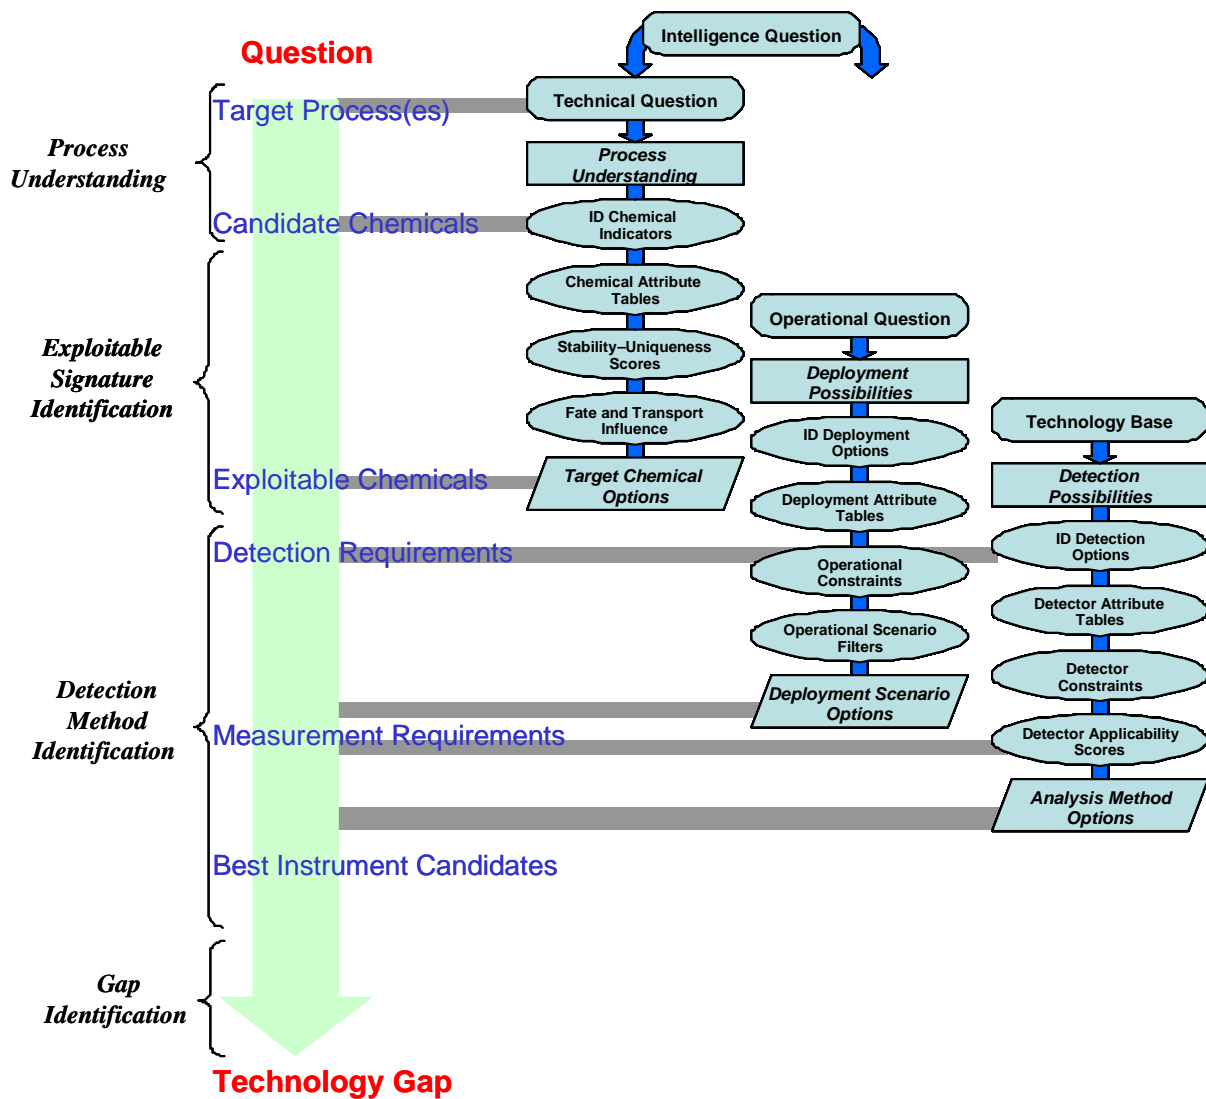 Question
Target Process(es)
Candidate Chemicals
Exploitable Chemicals
Detection Requirements
Measurement Requirements
Best Instrument Candidates
Technology Gap
Process
Understanding
Exploitable
Signature
Identification
Detection
Method
Identification
Gap
Identification
Intelligence Question
Technical Question
Process
Understanding
ID Chemical
Indicators
Chemical Attribute
Tables
Stability–Uniqueness
Scores
Fate and Transport
Influence
Target Chemical
Options
Operational Question
Deployment
Possibilities
ID Deployment
Options
Deployment Attribute
Tables
Operational
Constraints
Operational Scenario
Filters
Deployment Scenario
Options
Technology Base
Detection
Possibilities
ID Detection
Options
Detector Attribute
Tables
Detector
Constraints
Detector Applicability
Scores
Analysis Method
Options